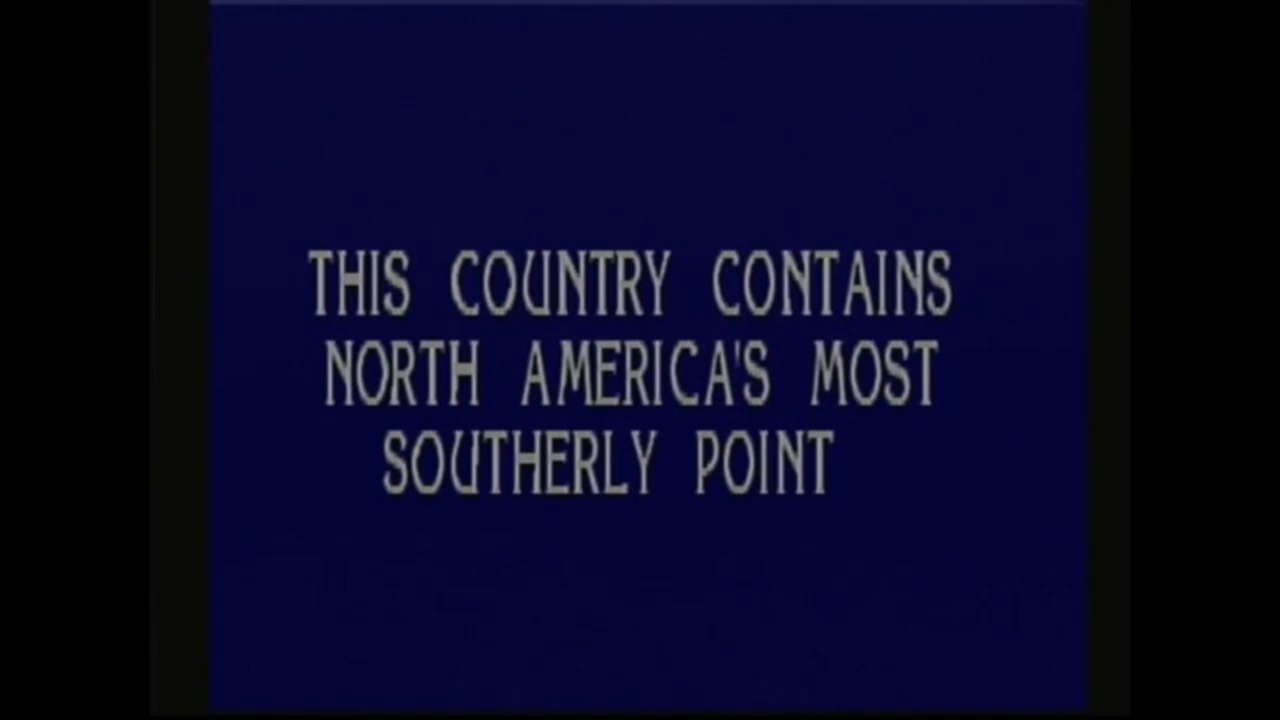 THIS COUNTRY CONTAINS
NORTH AMERICA'S MOST
SOUTHERLY POINT